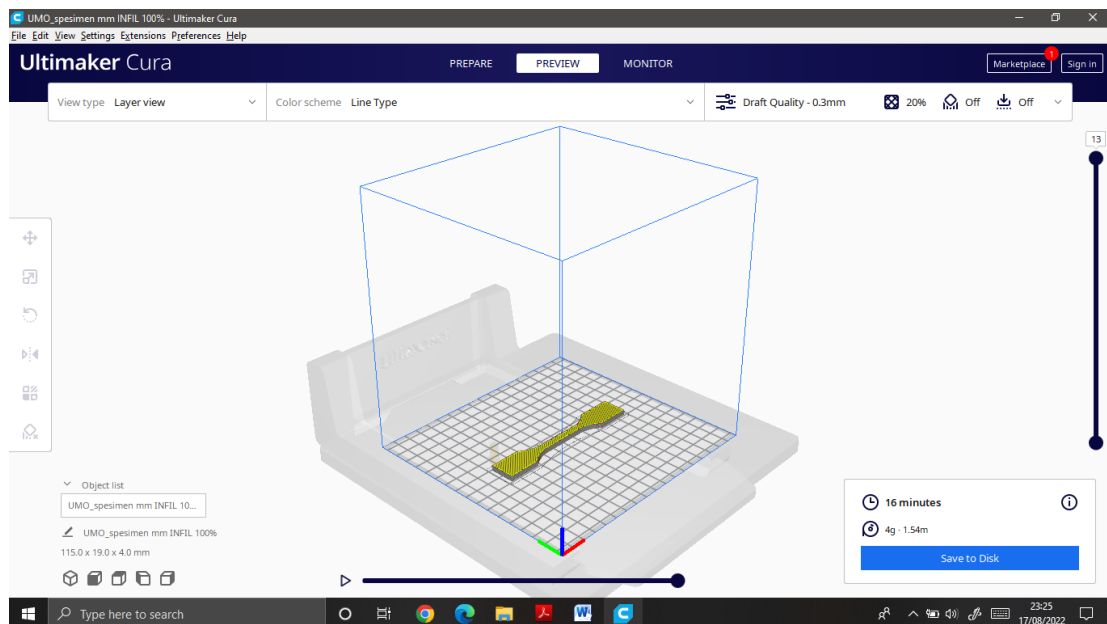 UMO_spesimen mm INFIL 100% - Ultimaker Cura
File Edit View Settings Extensions Preferences Help
Ultimaker Cura
PREPARE PREVIEW MONITOR
1
Marketplace Sign in
View type Layer view
Color scheme Line Type
Draft Quality - 0.3mm 20% Off Off
13
Ultimaker
Object list
UMO_spesimen mm INFIL 10...
UMO_spesimen mm INFIL 100%
115.0 x 19.0 x 4.0 mm
16 minutes
4g · 1.54m
Save to Disk
Type here to search
23:25
17/08/2022